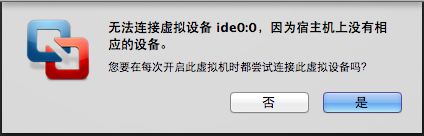 无法连接虚拟设备 ide0:0，因为宿主机上没有相
应的设备。
您要在每次开启此虚拟机时都尝试连接此虚拟设备吗?
否
是